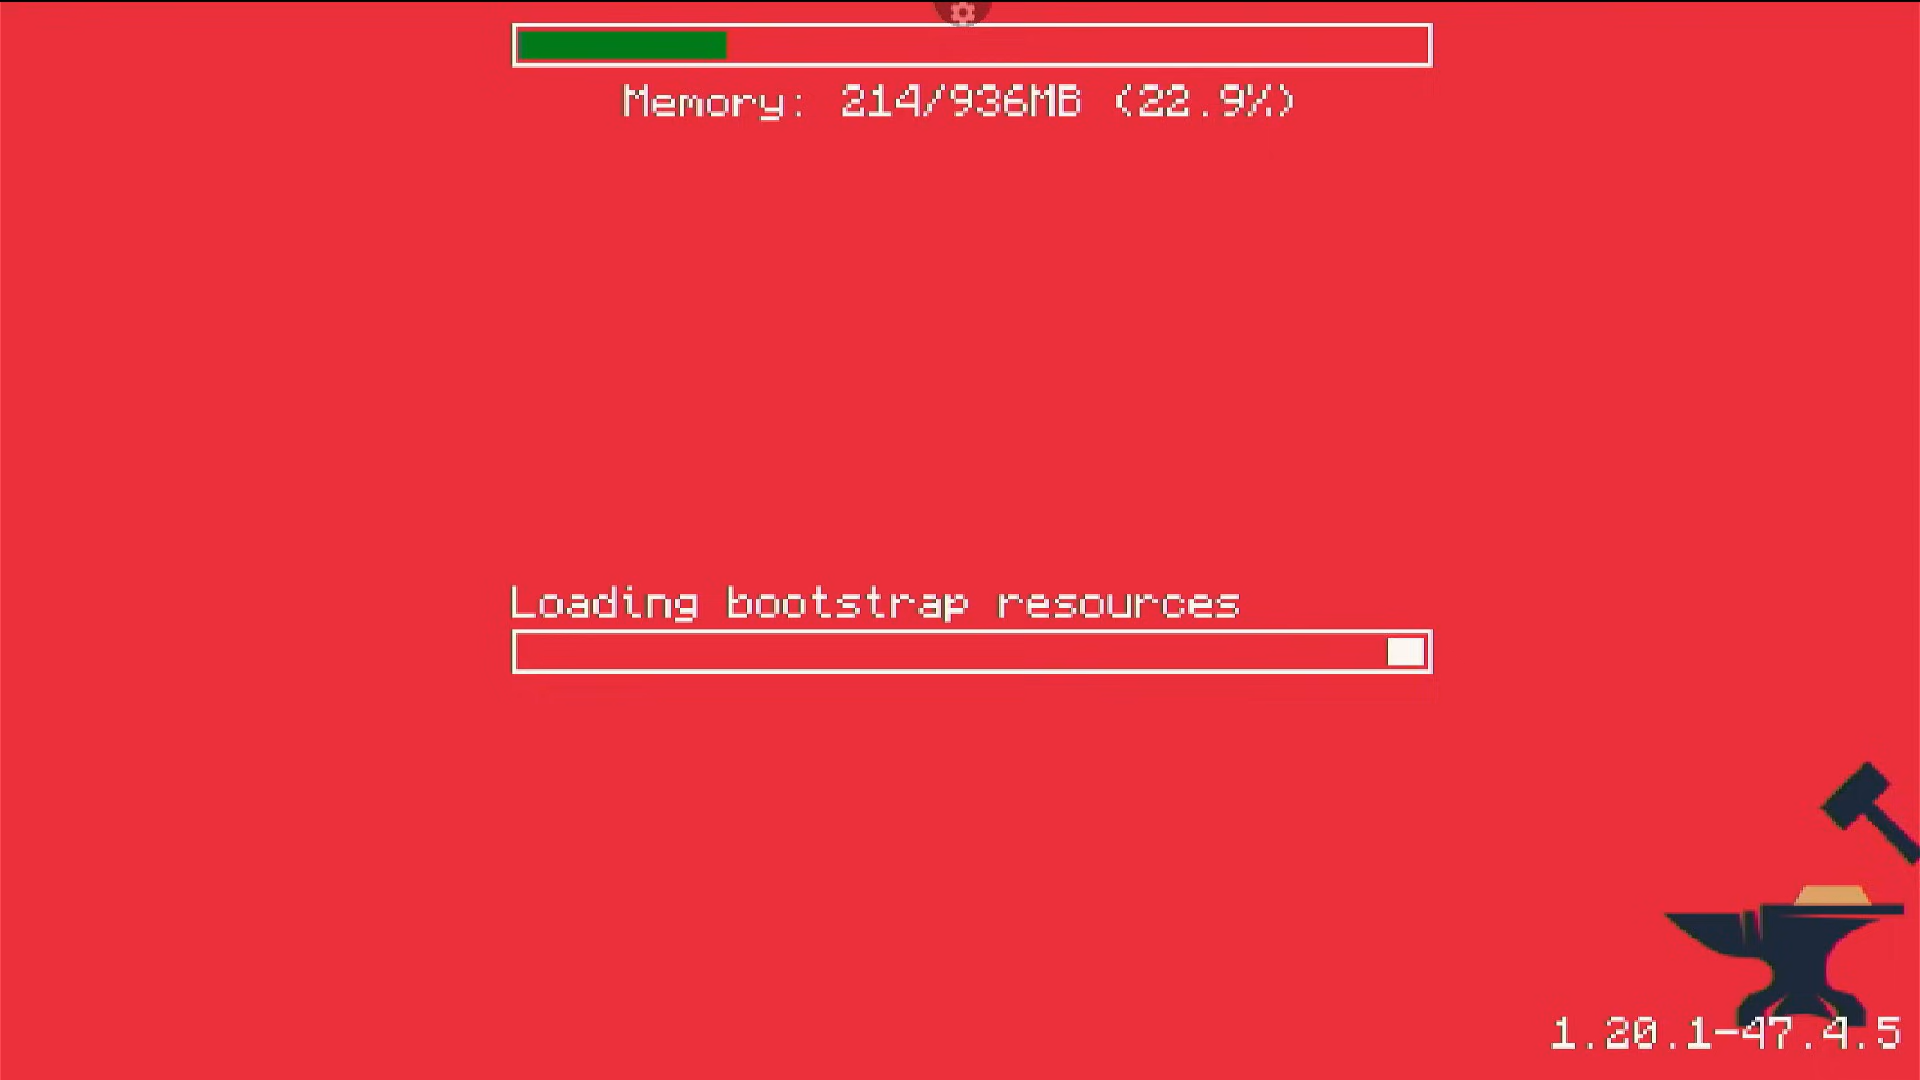 Memory: 214/936MB (22.9%)
Loading bootstrap resources
1.20.1-47.4.5